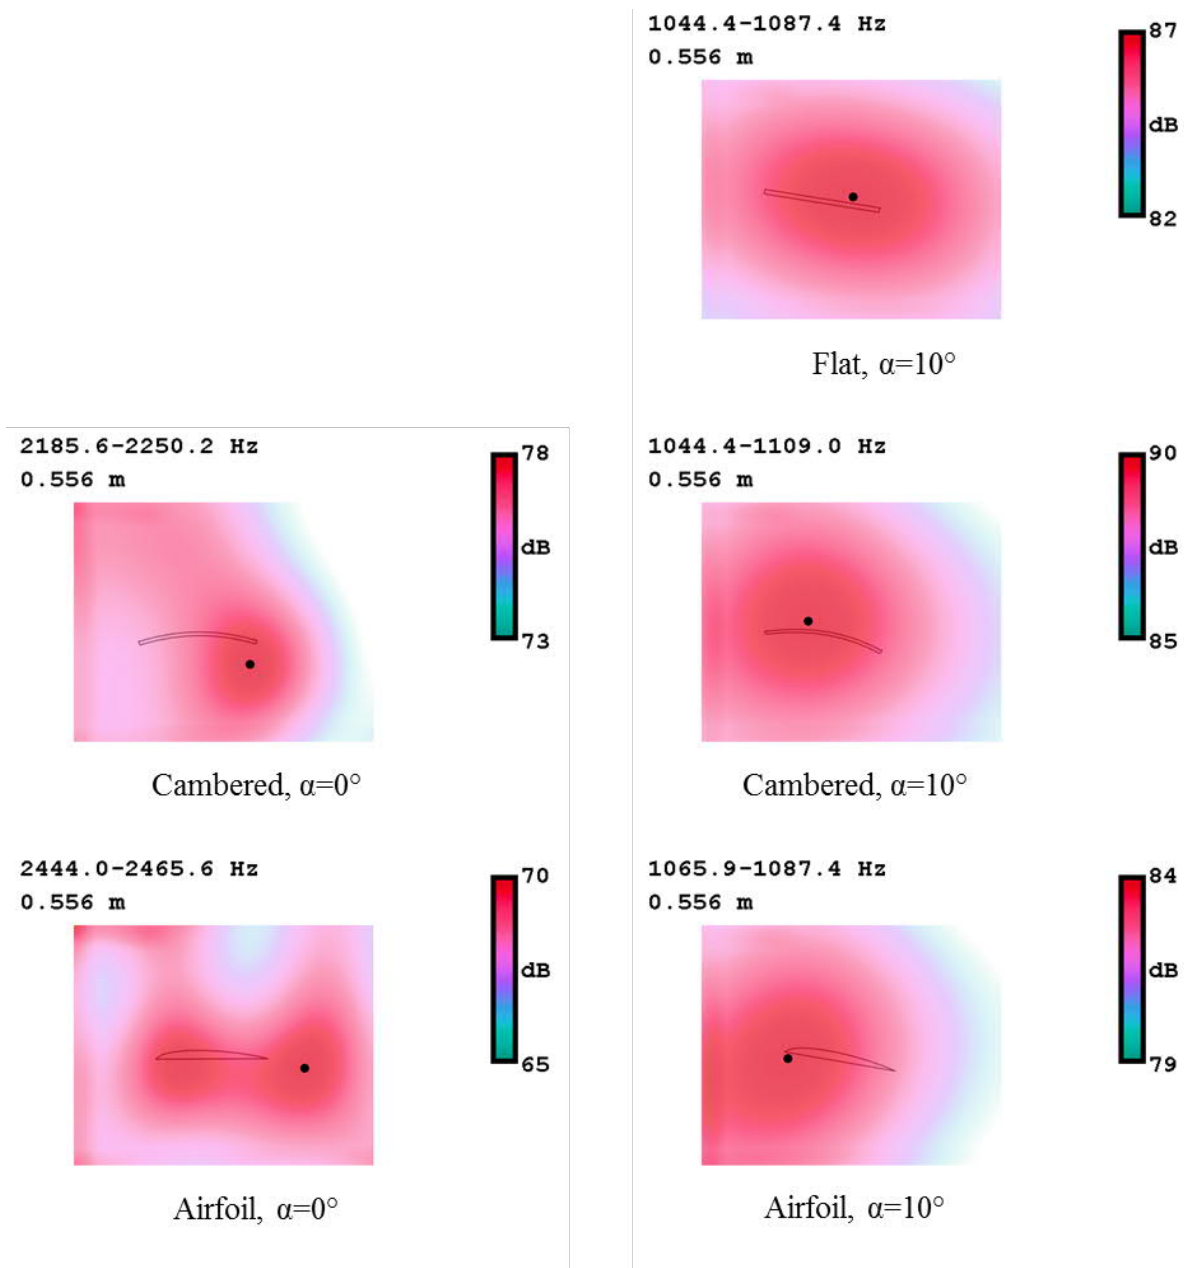 1044.4-1087.4 Hz
0.556 m
87
dB
82
Flat, α=10°
2185.6-2250.2 Hz
0.556 m
78
dB
73
Cambered, α=0°
1044.4-1109.0 Hz
0.556 m
90
dB
85
Cambered, α=10°
2444.0-2465.6 Hz
0.556 m
70
dB
65
Airfoil, α=0°
1065.9-1087.4 Hz
0.556 m
84
dB
79
Airfoil, α=10°